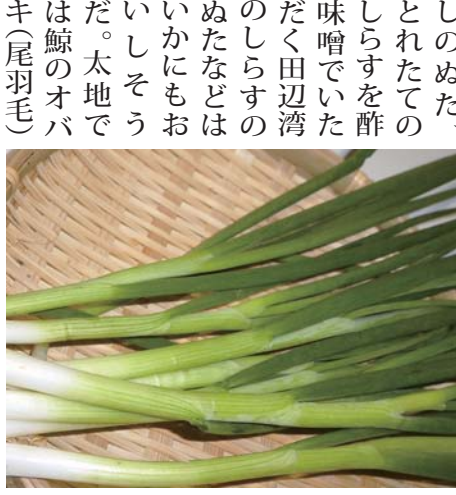 しのぬた、
とれたての
しらすを酢
味噌でいた
だく田辺湾
のしらすの
ぬたなどは
いかにもお
いしそう
だ。太地で
は鯨のオバ
キ(尾羽毛)